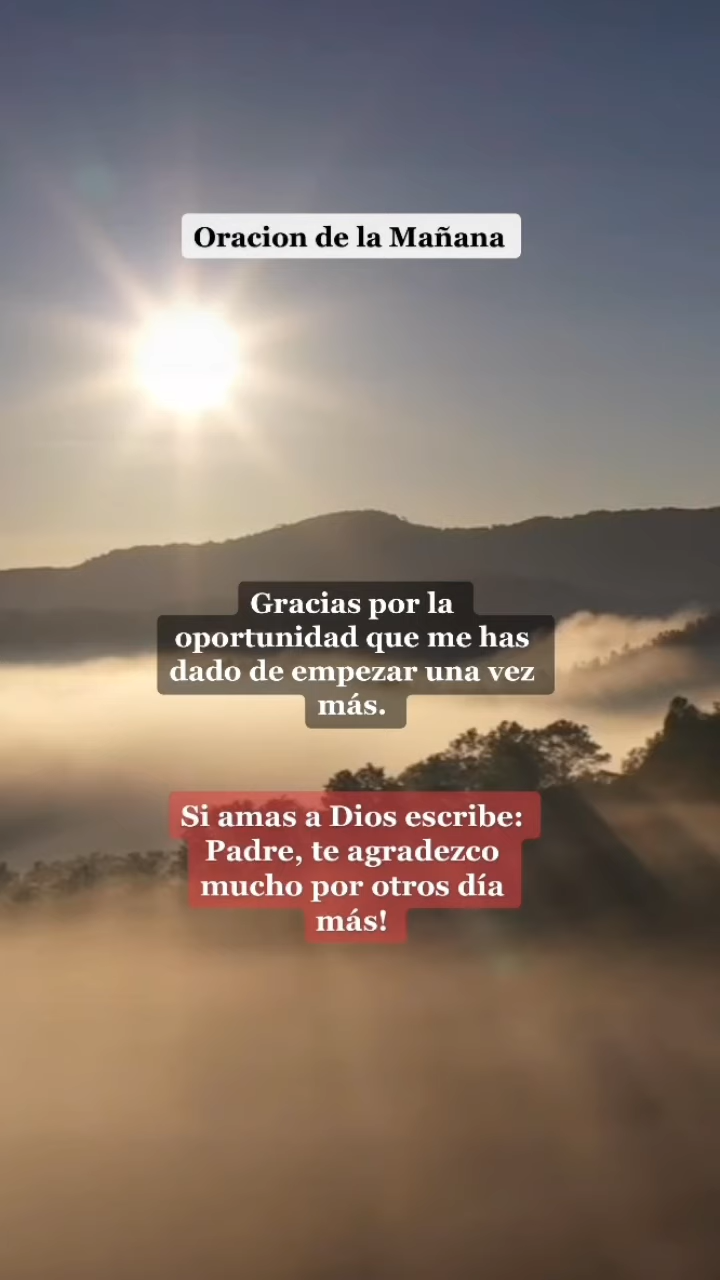 Oracion de la Mañana
Gracias por la
oportunidad que me has
dado de empezar una vez
más.
Si amas a Dios escribe:
Padre, te agradezco
mucho por otros día
más!